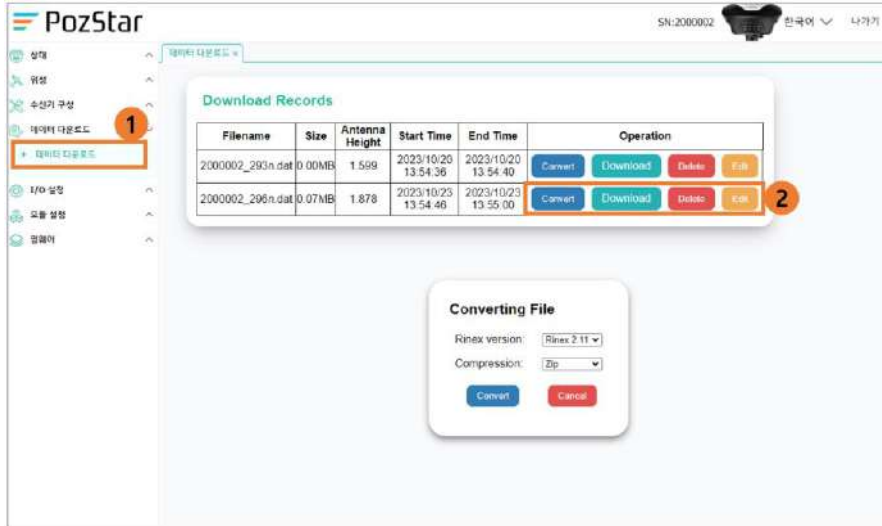 PozStar
SN:2000002
한국어
나가기
상태
위성
수신기 구성
데이터 다운로드
데이터 다운로드
I/O 설정
모듈 설정
펌웨어
1
데이터 다운로드 ×
Download Records
Filename Size Antenna Height Start Time End Time Operation
2000002_293n.dat 0.00MB 1.599 2023/10/20 13:54:36 2023/10/20 13:54:40 Convert Download Delete Edit
2000002_296n.dat 0.07MB 1.878 2023/10/23 13:54:46 2023/10/23 13:55:00 Convert Download Delete Edit
2
Converting File
Rinex version: Rinex 2.11
Compression: Zip
Convert Cancal